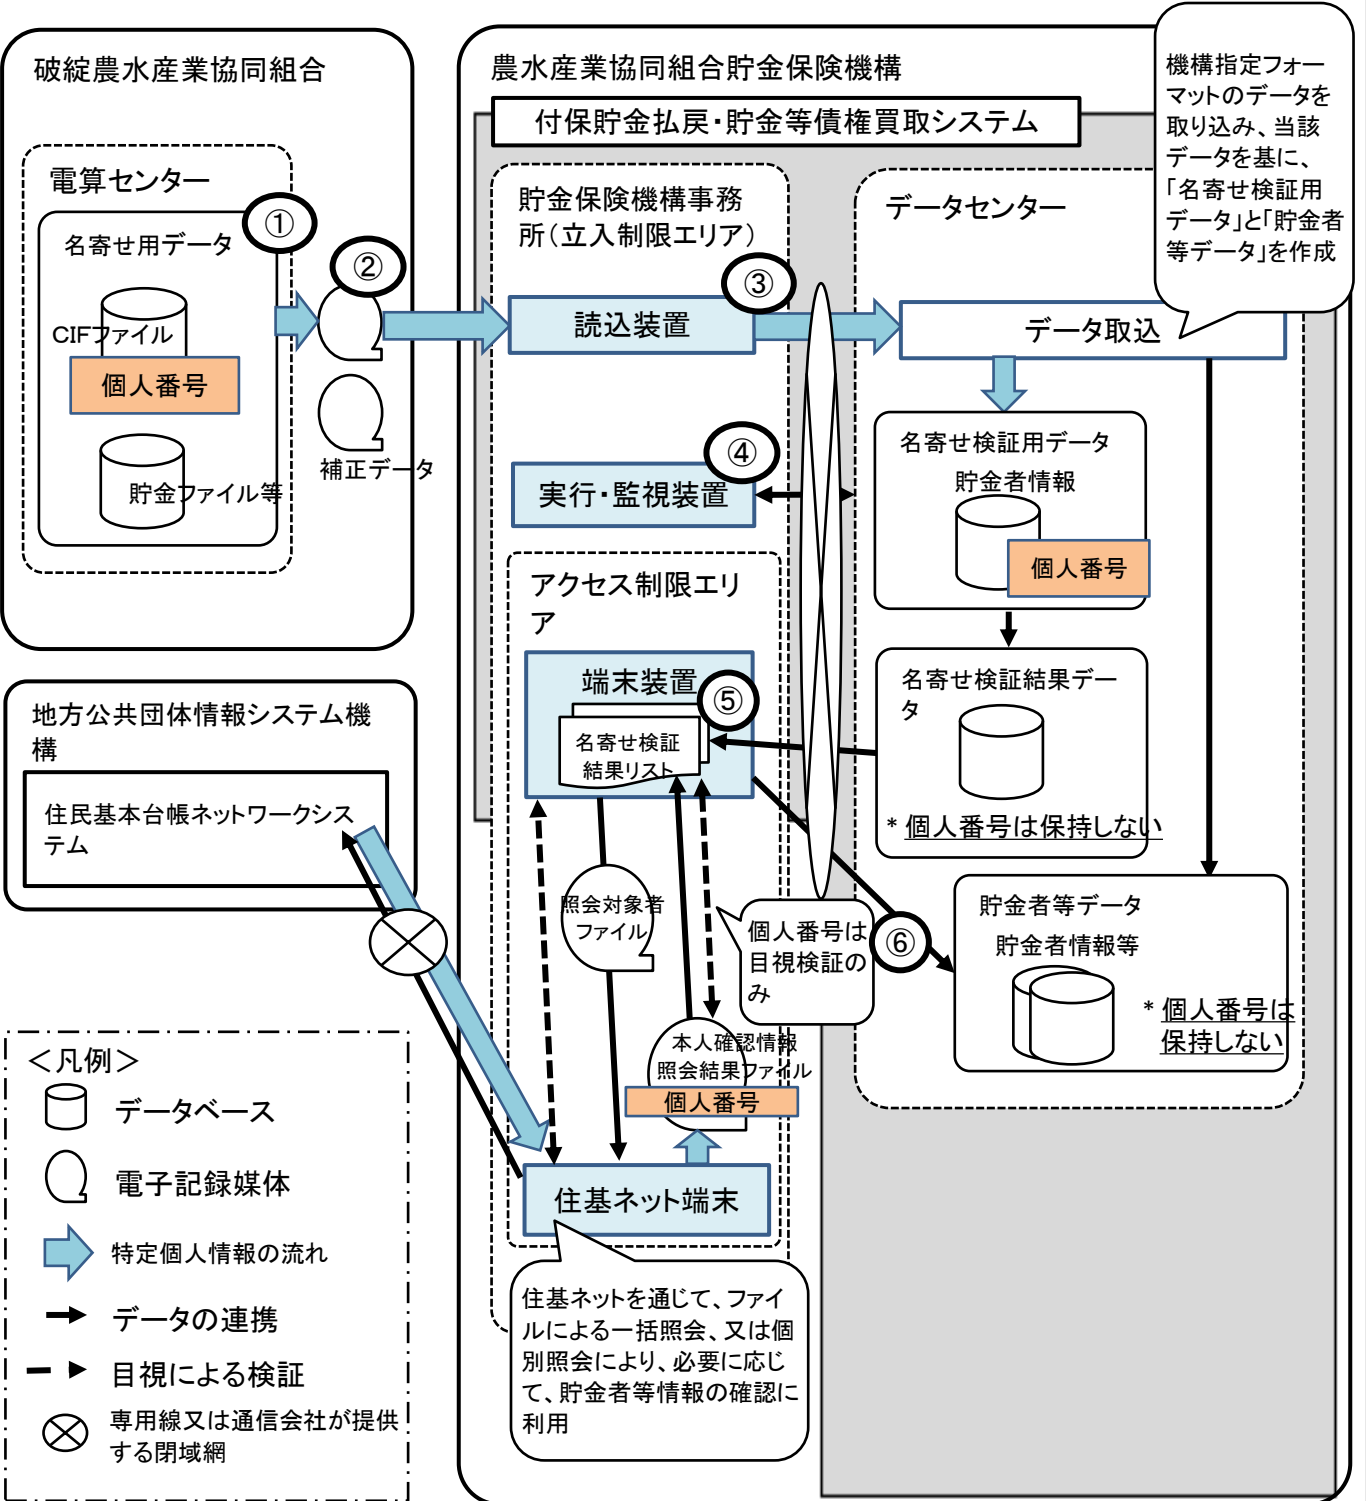 破綻農水産業協同組合
電算センター
①
名寄せ用データ
CIFファイル
個人番号
貯金ファイル等
②
補正データ
農水産業協同組合貯金保険機構
付保貯金払戻・貯金等債権買取システム
貯金保険機構事務
所（立入制限エリア）
③
読込装置
④
実行・監視装置
アクセス制限エリ
ア
端末装置
⑤
名寄せ検証
結果リスト
照会対象者
ファイル
個人番号は
目視検証の
み
本人確認情報
照会結果ファイル
個人番号
住基ネット端末
住基ネットを通じて、ファイ
ルによる一括照会、又は個
別照会により、必要に応じ
て、貯金者等情報の確認に
利用
データセンター
機構指定フォー
マットのデータを
取り込み、当該
データを基に、
「名寄せ検証用
データ」と「貯金者
等データ」を作成
データ取込
名寄せ検証用データ
貯金者情報
個人番号
名寄せ検証結果デー
タ
* 個人番号は保持しない
⑥
貯金者等データ
貯金者情報等
* 個人番号は
保持しない
地方公共団体情報システム機
構
住民基本台帳ネットワークシス
テム
＜凡例＞
データベース
電子記録媒体
特定個人情報の流れ
データの連携
目視による検証
専用線又は通信会社が提供
する閉域網